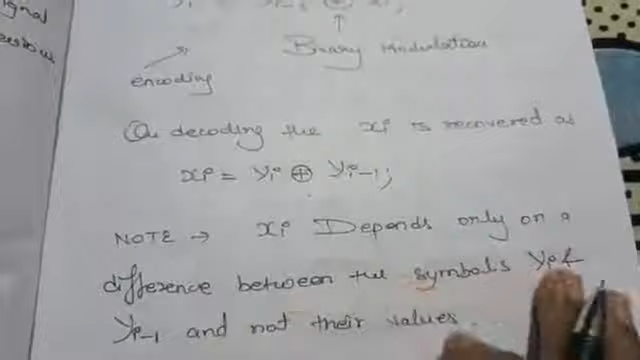 encoding
Binary modulation
On decoding the xi is recovered as
xi = yi ⊕ yi-1;
NOTE → xi Depends only on a
difference between the symbols yi &
yi-1 and not their values.